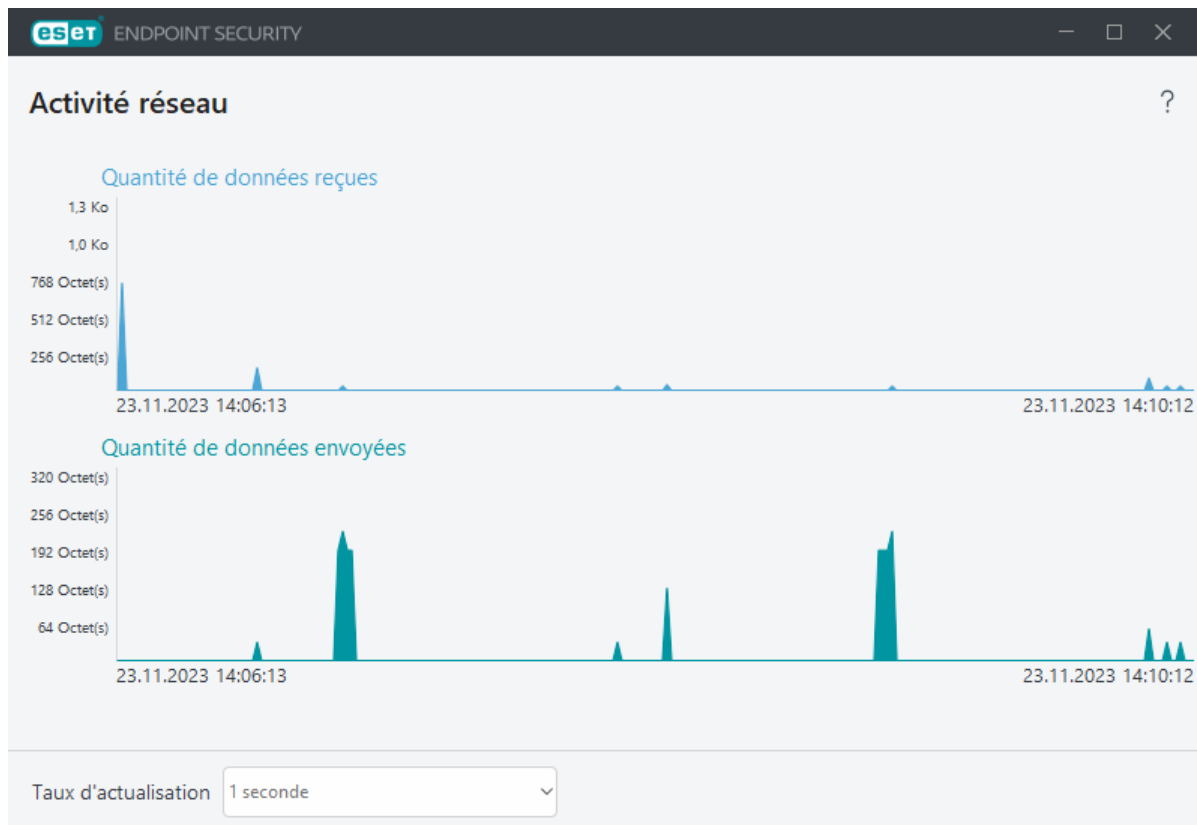 eset ENDPOINT SECURITY
Activité réseau
?
Quantité de données reçues
1,3 Ko
1,0 Ko
768 Octet(s)
512 Octet(s)
256 Octet(s)
23.11.2023 14:06:13 23.11.2023 14:10:12
Quantité de données envoyées
320 Octet(s)
256 Octet(s)
192 Octet(s)
128 Octet(s)
64 Octet(s)
23.11.2023 14:06:13 23.11.2023 14:10:12
Taux d'actualisation 1 seconde